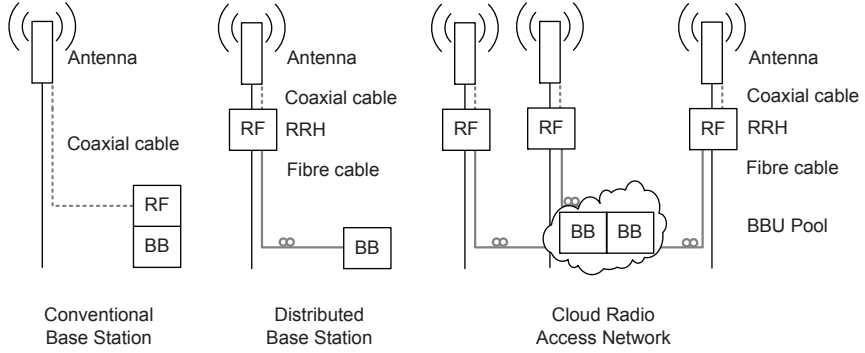 Antenna
Coaxial cable
RF
BB
Conventional
Base Station
Antenna
Coaxial cable
RF
RRH
Fibre cable
BB
Distributed
Base Station
Antenna
Coaxial cable
RF
RF
RF
RRH
Fibre cable
BB
BB
BBU Pool
Cloud Radio
Access Network